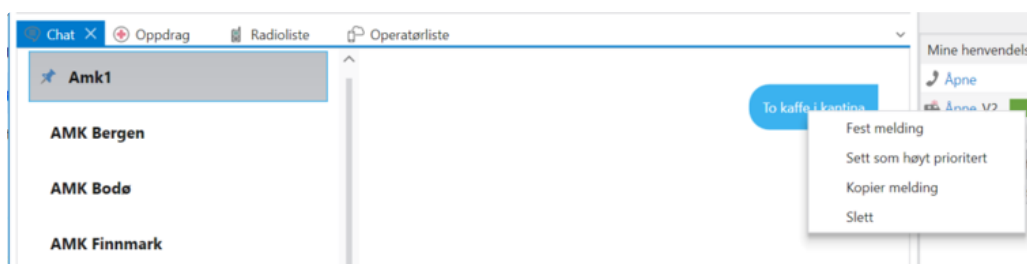 Chat Oppdrag Radioliste Operatørliste
Mine henvendels
Amk1
AMK Bergen
AMK Bodø
AMK Finnmark
To kaffe i kantina
Fest melding
Sett som høyt prioritert
Kopier melding
Slett
Åpne
Åpne V2